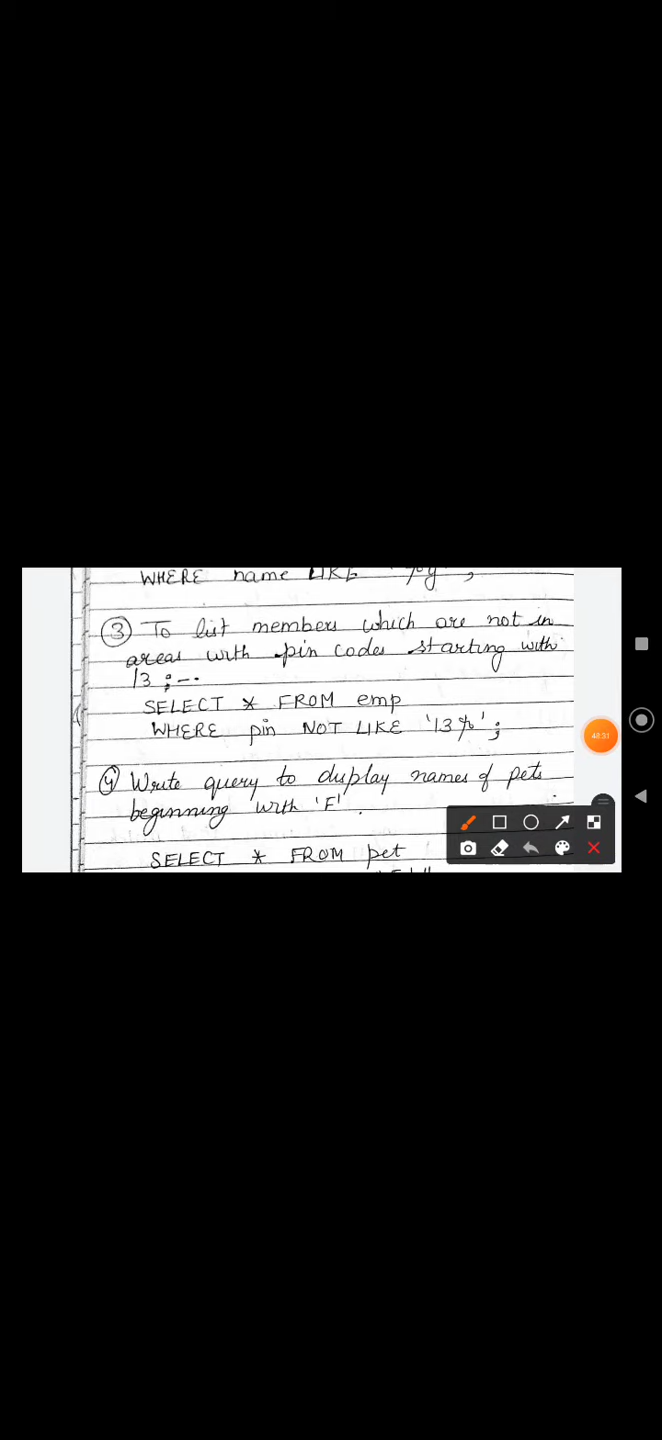 WHERE name LIKE '%y' ;
③ To list members which are not in
areas with pin codes starting with
13 ;-.
SELECT * FROM emp
WHERE pin NOT LIKE '13%' ;
④ Write query to display names of pets
beginning with 'F' .
SELECT * FROM pet